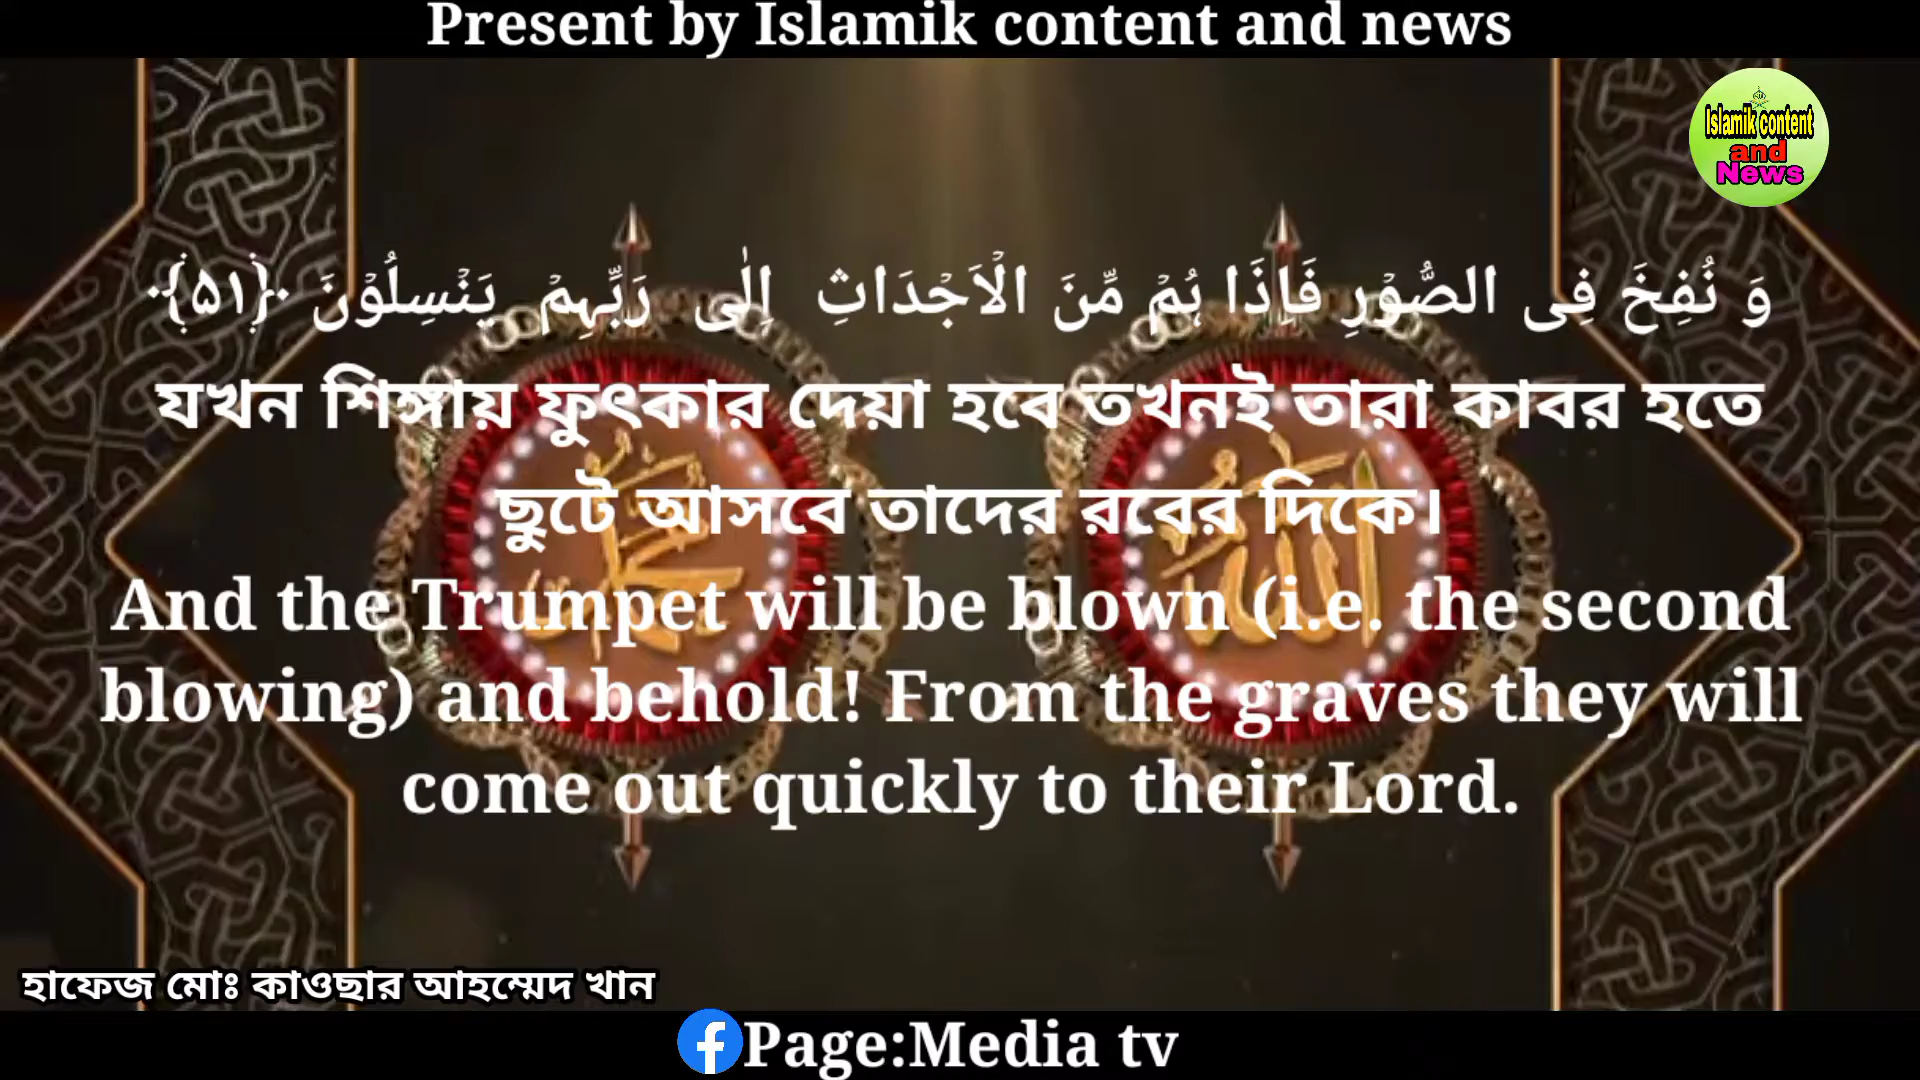 Present by Islamik content and news
Islamik content
and
News
وَ نُفِخَ فِی الصُّوۡرِ فَاِذَا ہُمۡ مِّنَ الۡاَجۡدَاثِ اِلٰی رَبِّہِمۡ یَنۡسِلُوۡنَ ﴿۵۱﴾
যখন শিঙ্গায় ফুৎকার দেয়া হবে তখনই তারা কাবর হতে
ছুটে আসবে তাদের রবের দিকে।
محمد
الله
And the Trumpet will be blown (i.e. the second
blowing) and behold! From the graves they will
come out quickly to their Lord.
হাফেজ মোঃ কাওছার আহম্মেদ খান
Page:Media tv